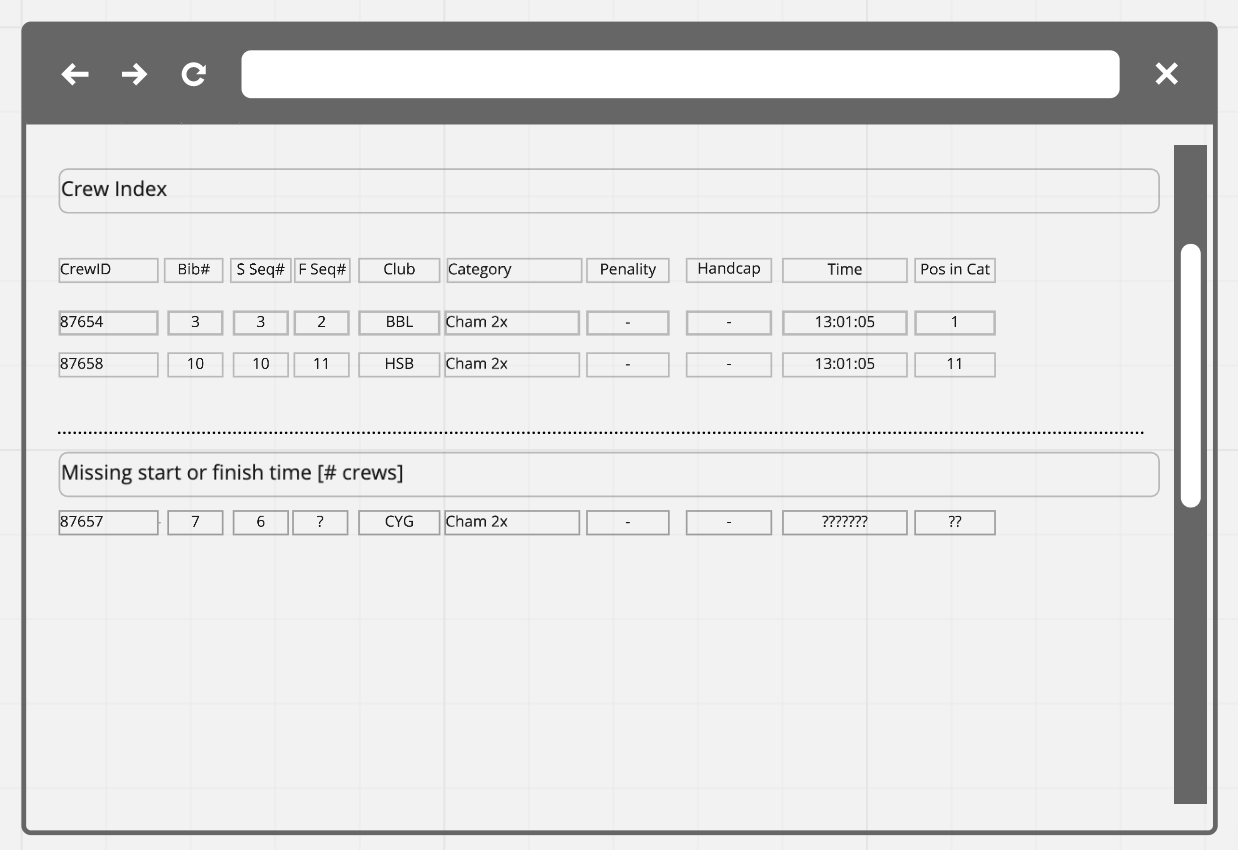 Crew Index
CrewID Bib# S Seq# F Seq# Club Category Penality Handcap Time Pos in Cat
87654 3 3 2 BBL Cham 2x - - 13:01:05 1
87658 10 10 11 HSB Cham 2x - - 13:01:05 11
Missing start or finish time [# crews]
87657 7 6 ? CYG Cham 2x - - ??????? ??